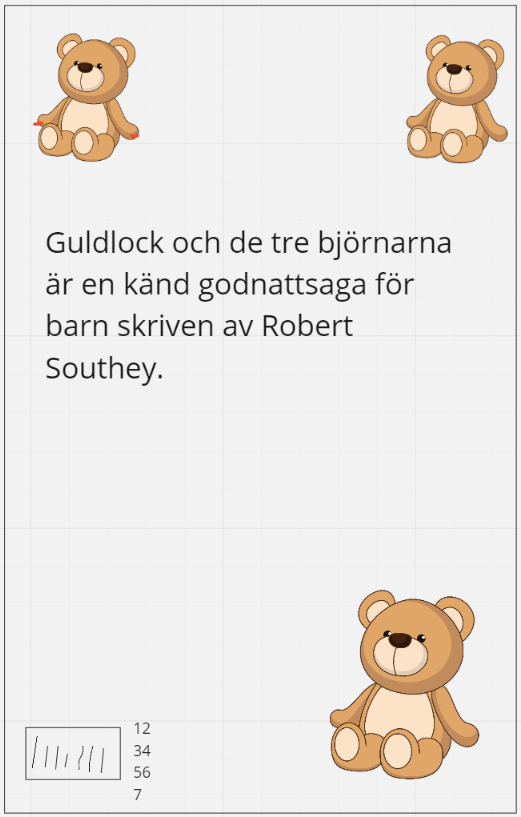 Guldlock och de tre björnarna
är en känd godnattsaga för
barn skriven av Robert
Southey.
12
34
56
7